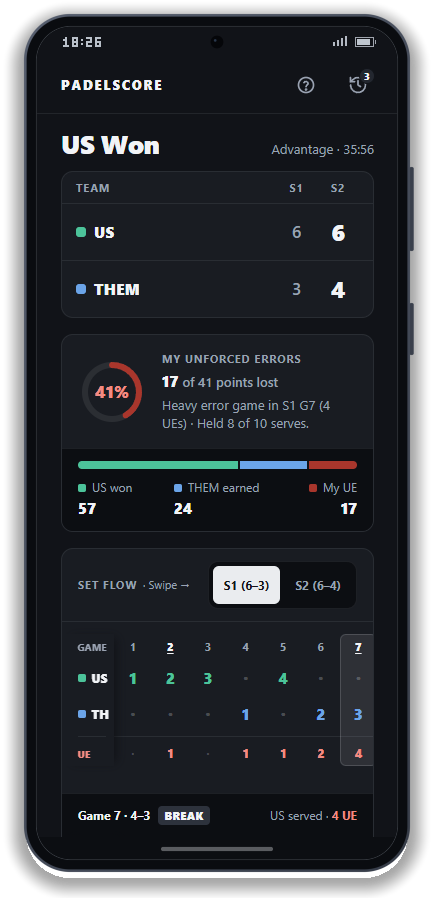 18:26
PADELSCORE
3
US Won
Advantage · 35:56
TEAM S1 S2
US 6 6
THEM 3 4
41%
MY UNFORCED ERRORS
17 of 41 points lost
Heavy error game in S1 G7 (4
UEs) · Held 8 of 10 serves.
US won THEM earned My UE
57 24 17
SET FLOW · Swipe → S1 (6–3) S2 (6–4)
GAME 1 2 3 4 5 6 7
US 1 2 3 · 4 · ·
TH · · · 1 · 2 3
UE · 1 · 1 1 2 4
Game 7 · 4–3 BREAK US served · 4 UE